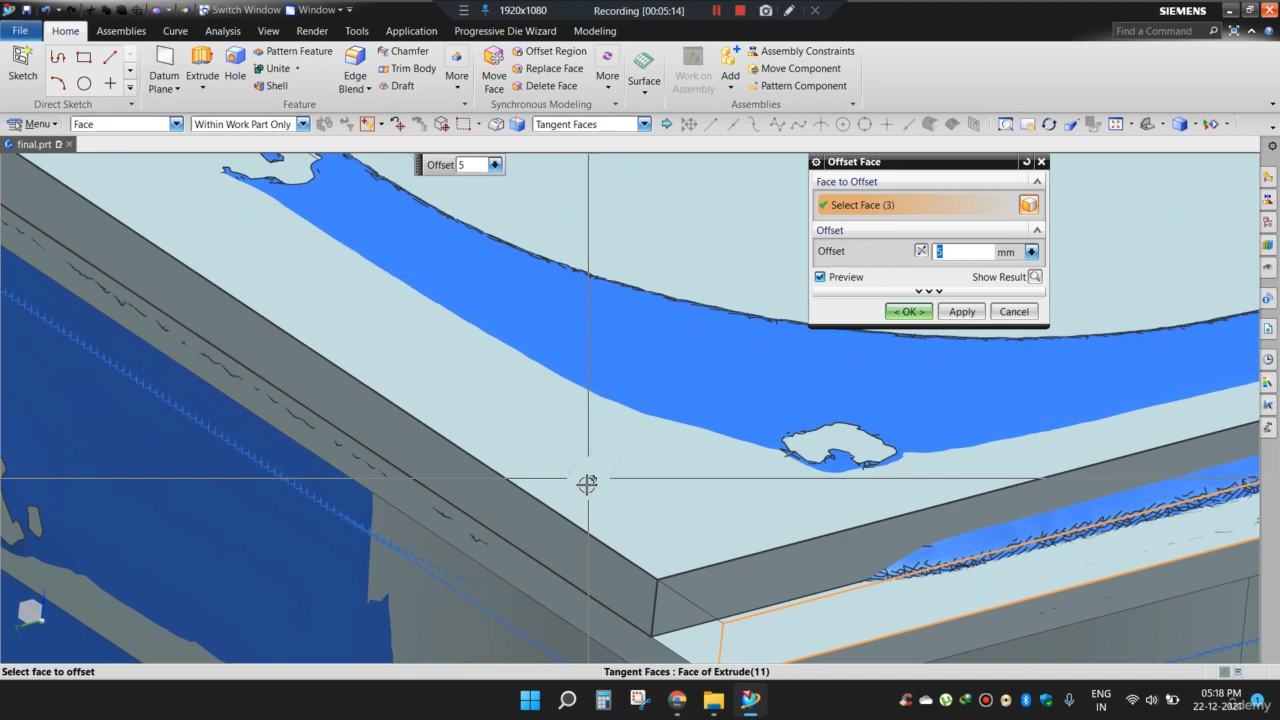 Switch Window Window 1920x1080 Recording [00:05:14] SIEMENS
File Home Assemblies Curve Analysis View Render Tools Application Progressive Die Wizard Modeling Find a Command
Sketch Datum Plane Extrude Hole Pattern Feature Unite Shell Edge Blend Chamfer Trim Body Draft More Move Face Offset Region Replace Face Delete Face More Surface Work on Assembly Add Assembly Constraints Move Component Pattern Component
Direct Sketch Feature Synchronous Modeling Assemblies
Menu Face Within Work Part Only Tangent Faces
final.prt
Offset 5
Offset Face
Face to Offset
Select Face (3)
Offset
Offset 5 mm
Preview Show Result
< OK > Apply Cancel
Select face to offset Tangent Faces : Face of Extrude(11)
ENG
IN
05:18 PM
22-12-2021
Udemy